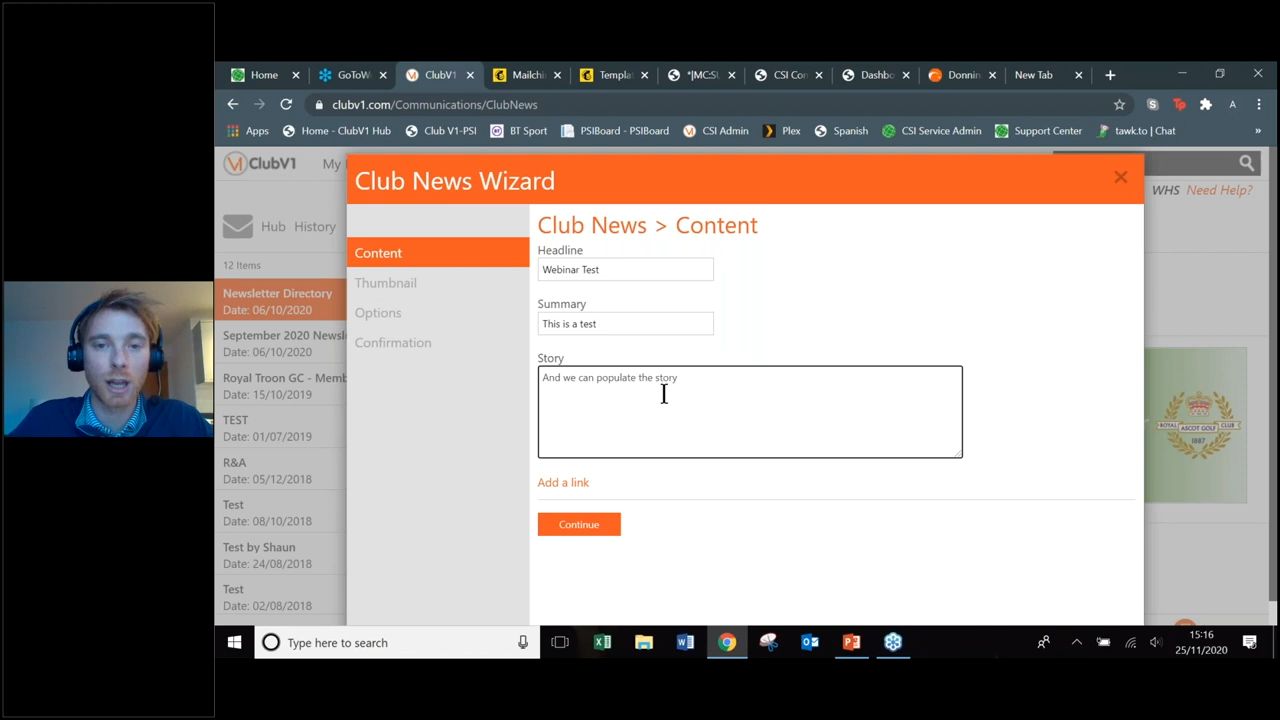 Home
GoToW
ClubV1
Mailchi
Templa
*|MC:SU
CSI Con
Dashbo
Donnin
New Tab
clubv1.com/Communications/ClubNews
Apps
Home - ClubV1 Hub
Club V1-PSI
BT Sport
PSIBoard - PSIBoard
CSI Admin
Plex
Spanish
CSI Service Admin
Support Center
tawk.to | Chat
»
ClubV1
My
WHS Need Help?
Hub History
12 Items
Newsletter Directory
Date: 06/10/2020
September 2020 Newsl
Date: 06/10/2020
Royal Troon GC - Memb
Date: 15/10/2019
TEST
Date: 01/07/2019
R&A
Date: 05/12/2018
Test
Date: 08/10/2018
Test by Shaun
Date: 24/08/2018
Test
Date: 02/08/2018
Club News Wizard
Content
Thumbnail
Options
Confirmation
Club News > Content
Headline
Webinar Test
Summary
This is a test
Story
And we can populate the story
Add a link
Continue
ROYAL ASCOT GOLF CLUB
1887
Type here to search
15:16
25/11/2020